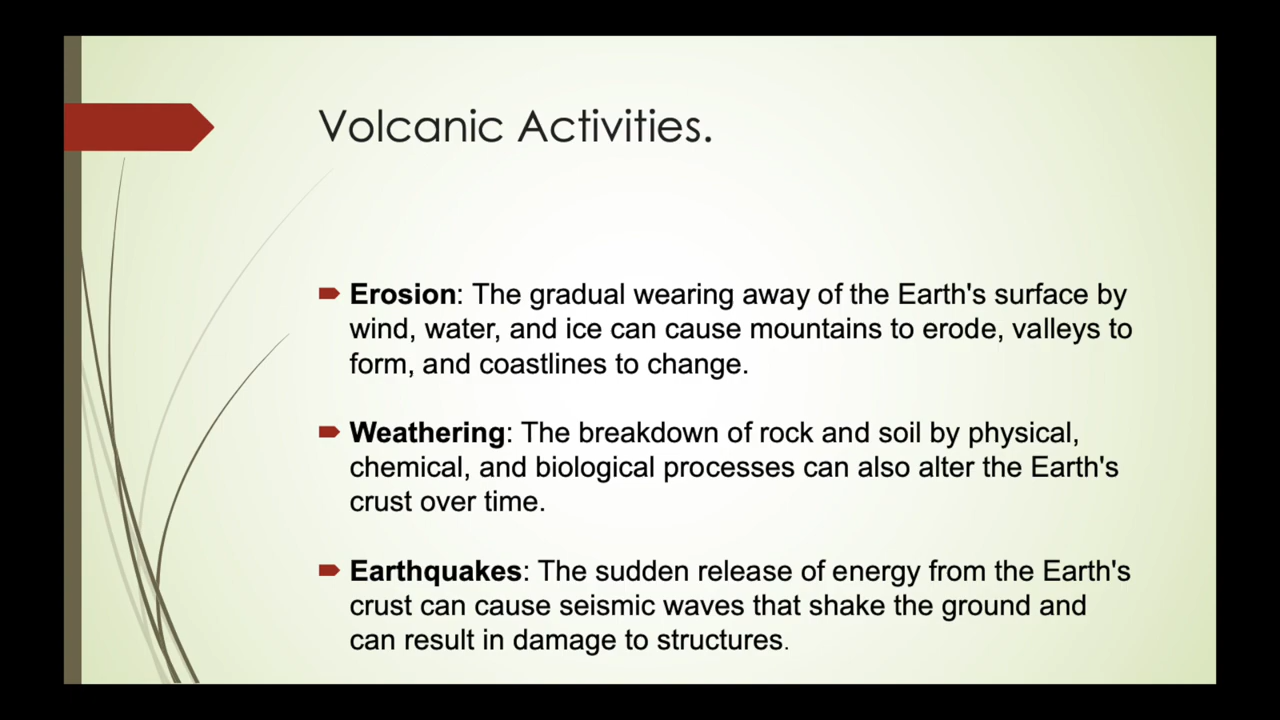 Volcanic Activities.
Erosion: The gradual wearing away of the Earth's surface by
wind, water, and ice can cause mountains to erode, valleys to
form, and coastlines to change.
Weathering: The breakdown of rock and soil by physical,
chemical, and biological processes can also alter the Earth's
crust over time.
Earthquakes: The sudden release of energy from the Earth's
crust can cause seismic waves that shake the ground and
can result in damage to structures.